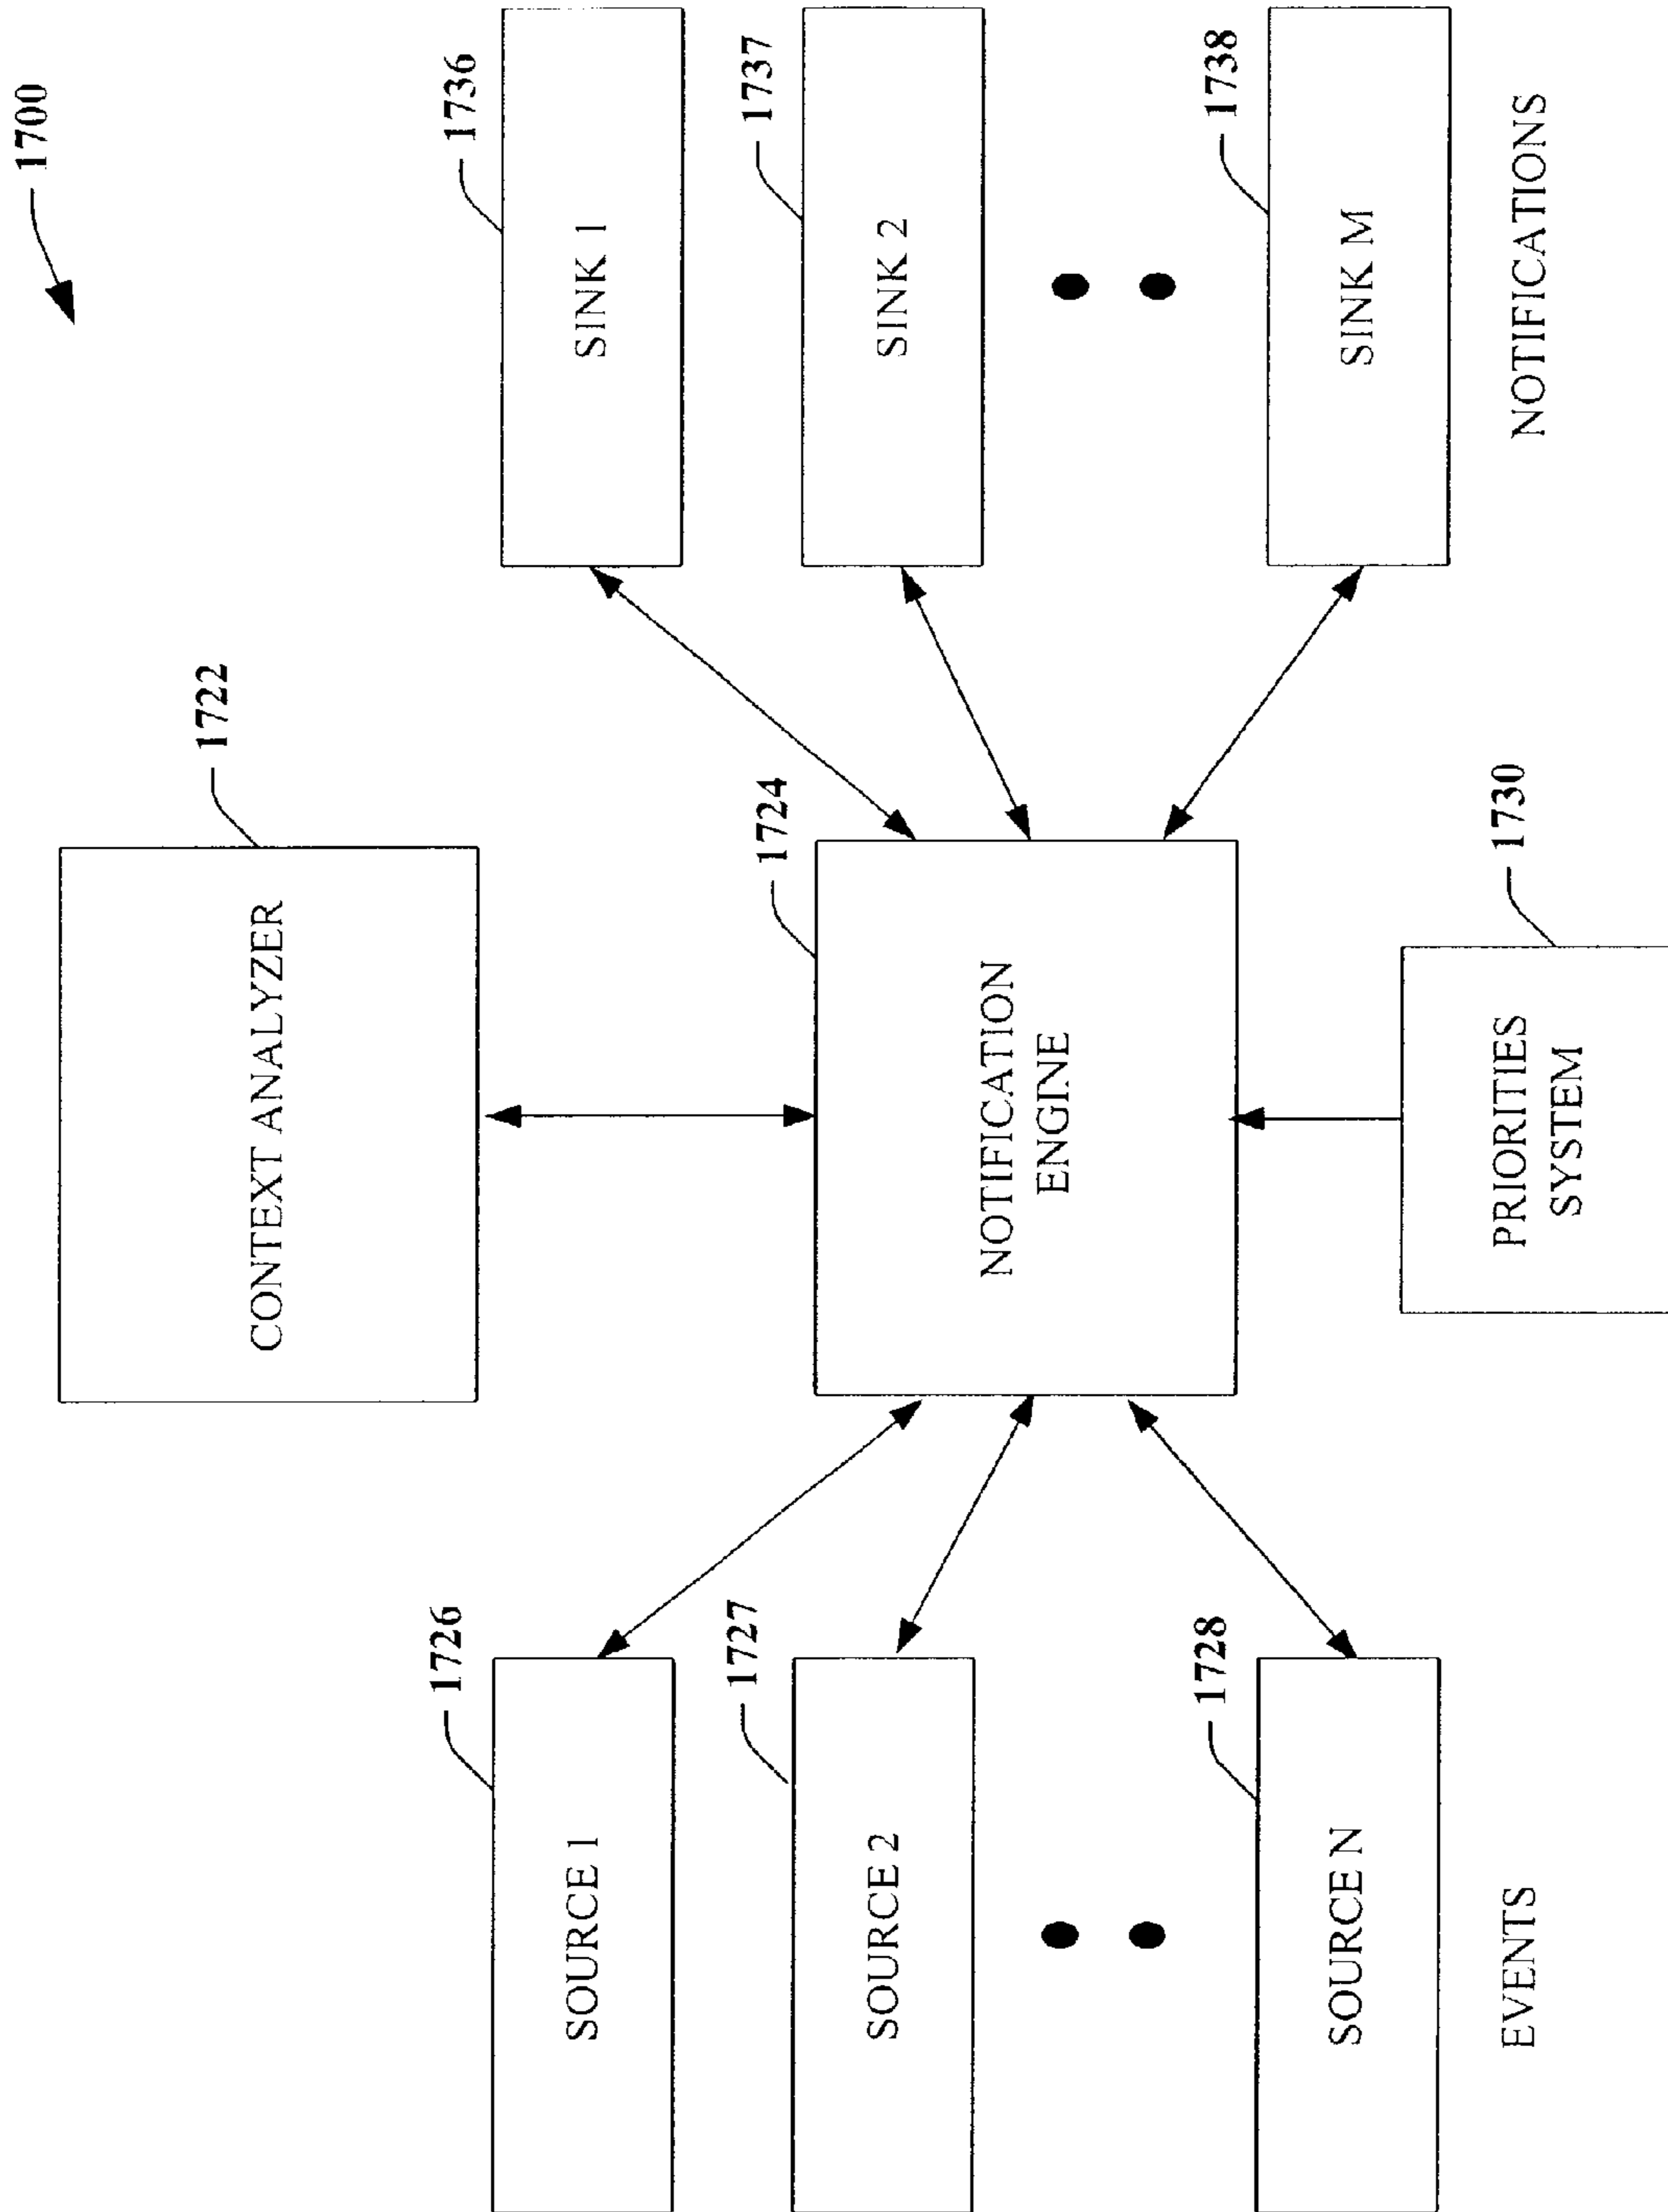 1700
CONTEXT ANALYZER
1722
SOURCE 1
1726
SOURCE 2
1727
SOURCE N
1728
EVENTS
NOTIFICATION
ENGINE
1724
PRIORITIES
SYSTEM
1730
SINK 1
1736
SINK 2
1737
SINK M
1738
NOTIFICATIONS